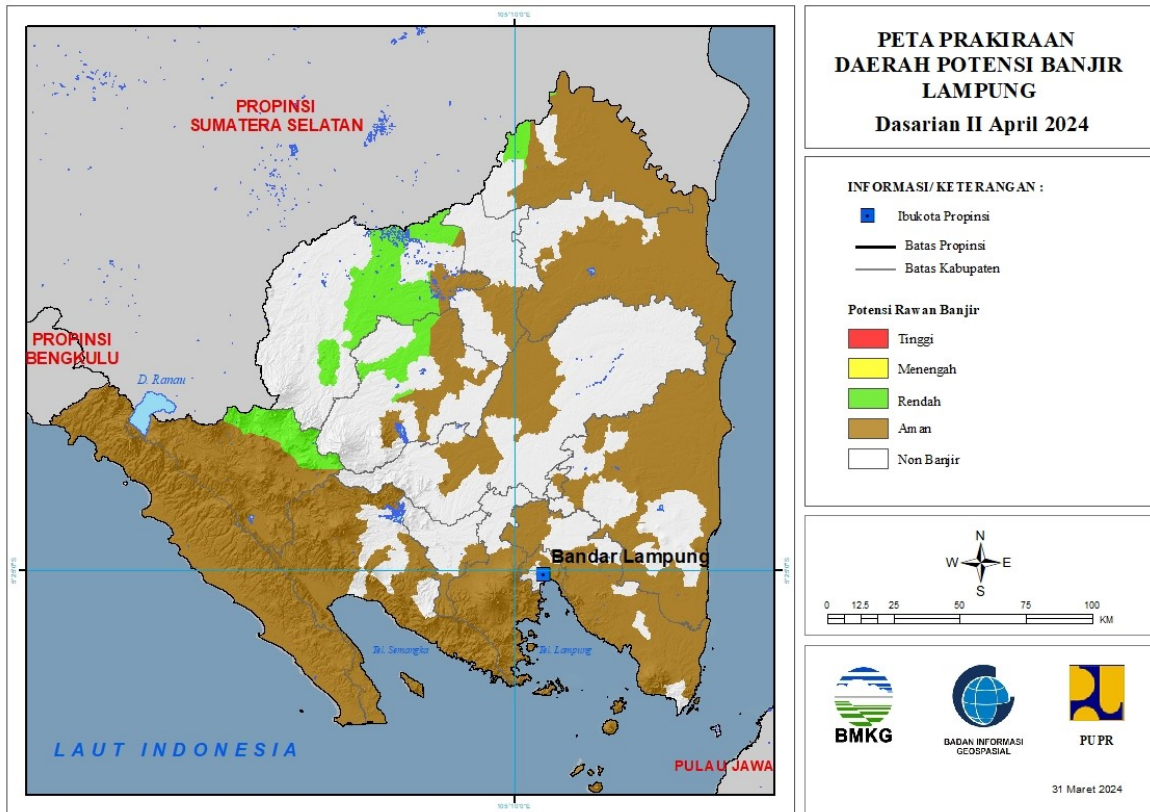 PROPINSI
SUMATERA SELATAN
PROPINSI
BENGKULU
D. Ranau
Bandar Lampung
Tel. Semangka
Tel. Lampung
LAUT INDONESIA
PULAU JAWA
PETA PRAKIRAAN
DAERAH POTENSI BANJIR
LAMPUNG
Dasarian II April 2024
INFORMASI/ KETERANGAN :
Ibukota Propinsi
Batas Propinsi
Batas Kabupaten
Potensi Rawan Banjir
Tinggi
Menengah
Rendah
Aman
Non Banjir
N
W E
S
0 12.5 25 50 75 100
KM
BMKG
BADAN INFORMASI
GEOSPASIAL
PUPR
31 Maret 2024